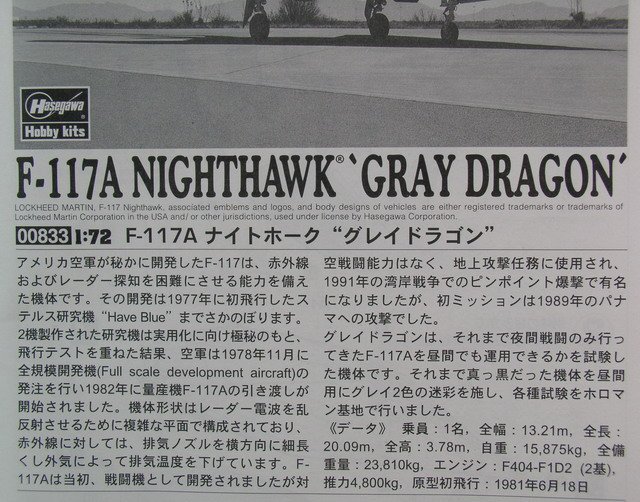 Hasegawa
Hobby kits
F-117A NIGHTHAWK® ‘GRAY DRAGON’
LOCKHEED MARTIN, F-117 Nighthawk, associated emblems and logos, and body designs of vehicles are either registered trademarks or trademarks of
Lockheed Martin Corporation in the USA and/or other jurisdictions, used under license by Hasegawa Corporation.
00833 1:72 F-117A ナイトホーク “グレイドラゴン”
アメリカ空軍が秘かに開発したF-117は、赤外線
およびレーダー探知を困難にさせる能力を備え
た機体です。その開発は1977年に初飛行したス
テルス研究機“Have Blue”までさかのぼります。
2機製作された研究機は実用化に向け極秘のもと、
飛行テストを重ねた結果、空軍は1978年11月に
全規模開発機(Full scale development aircraft)の
発注を行い1982年に量産機F-117Aの引き渡しが
開始されました。機体形状はレーダー電波を乱
反射させるために複雑な平面で構成されており、
赤外線に対しては、排気ノズルを横方向に細長
くし外気によって排気温度を下げています。F-
117Aは当初、戦闘機として開発されましたが対
空戦闘能力はなく、地上攻撃任務に使用され、
1991年の湾岸戦争でのピンポイント爆撃で有名
になりましたが、初ミッションは1989年のパナ
マへの攻撃でした。
グレイドラゴンは、それまで夜間戦闘のみ行っ
てきたF-117Aを昼間でも運用できるかを試験し
た機体です。それまで真っ黒だった機体を昼間
用にグレイ2色の迷彩を施し、各種試験をホロマ
ン基地で行いました。
《データ》 乗員：1名，全幅：13.21m，全長：
20.09m，全高：3.78m，自重：15,875kg，全備
重量：23,810kg，エンジン：F404-F1D2 (2基)，
推力4,800kg，原型初飛行：1981年6月18日